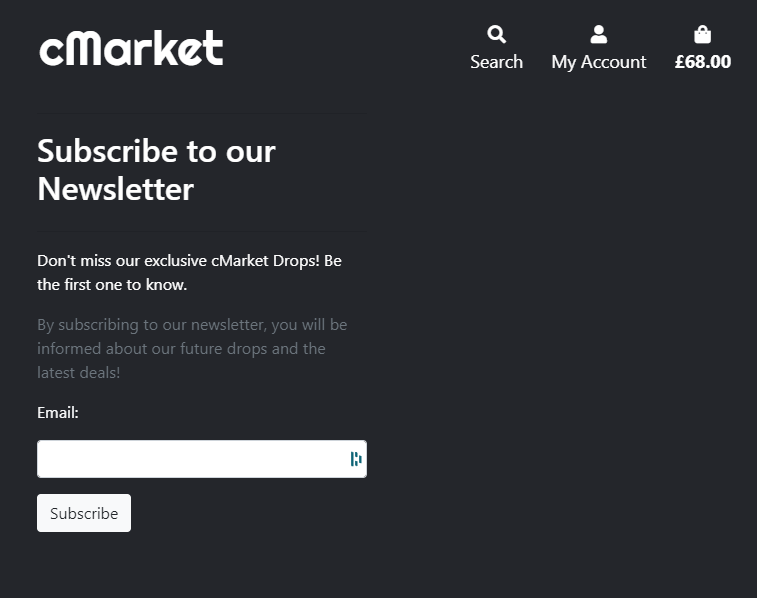 cMarket
Search
My Account
£68.00
Subscribe to our
Newsletter
Don't miss our exclusive cMarket Drops! Be
the first one to know.
By subscribing to our newsletter, you will be
informed about our future drops and the
latest deals!
Email:
Subscribe